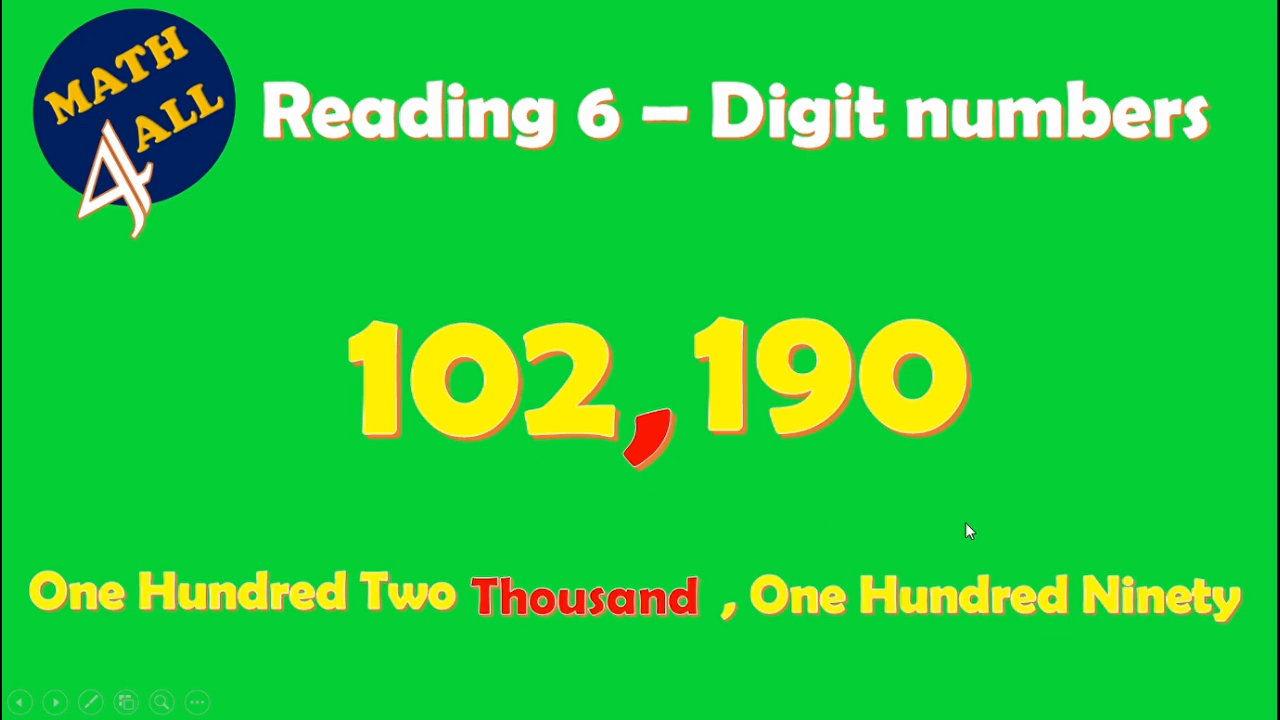 MATH
4 ALL
Reading 6 – Digit numbers
102,190
One Hundred Two Thousand , One Hundred Ninety